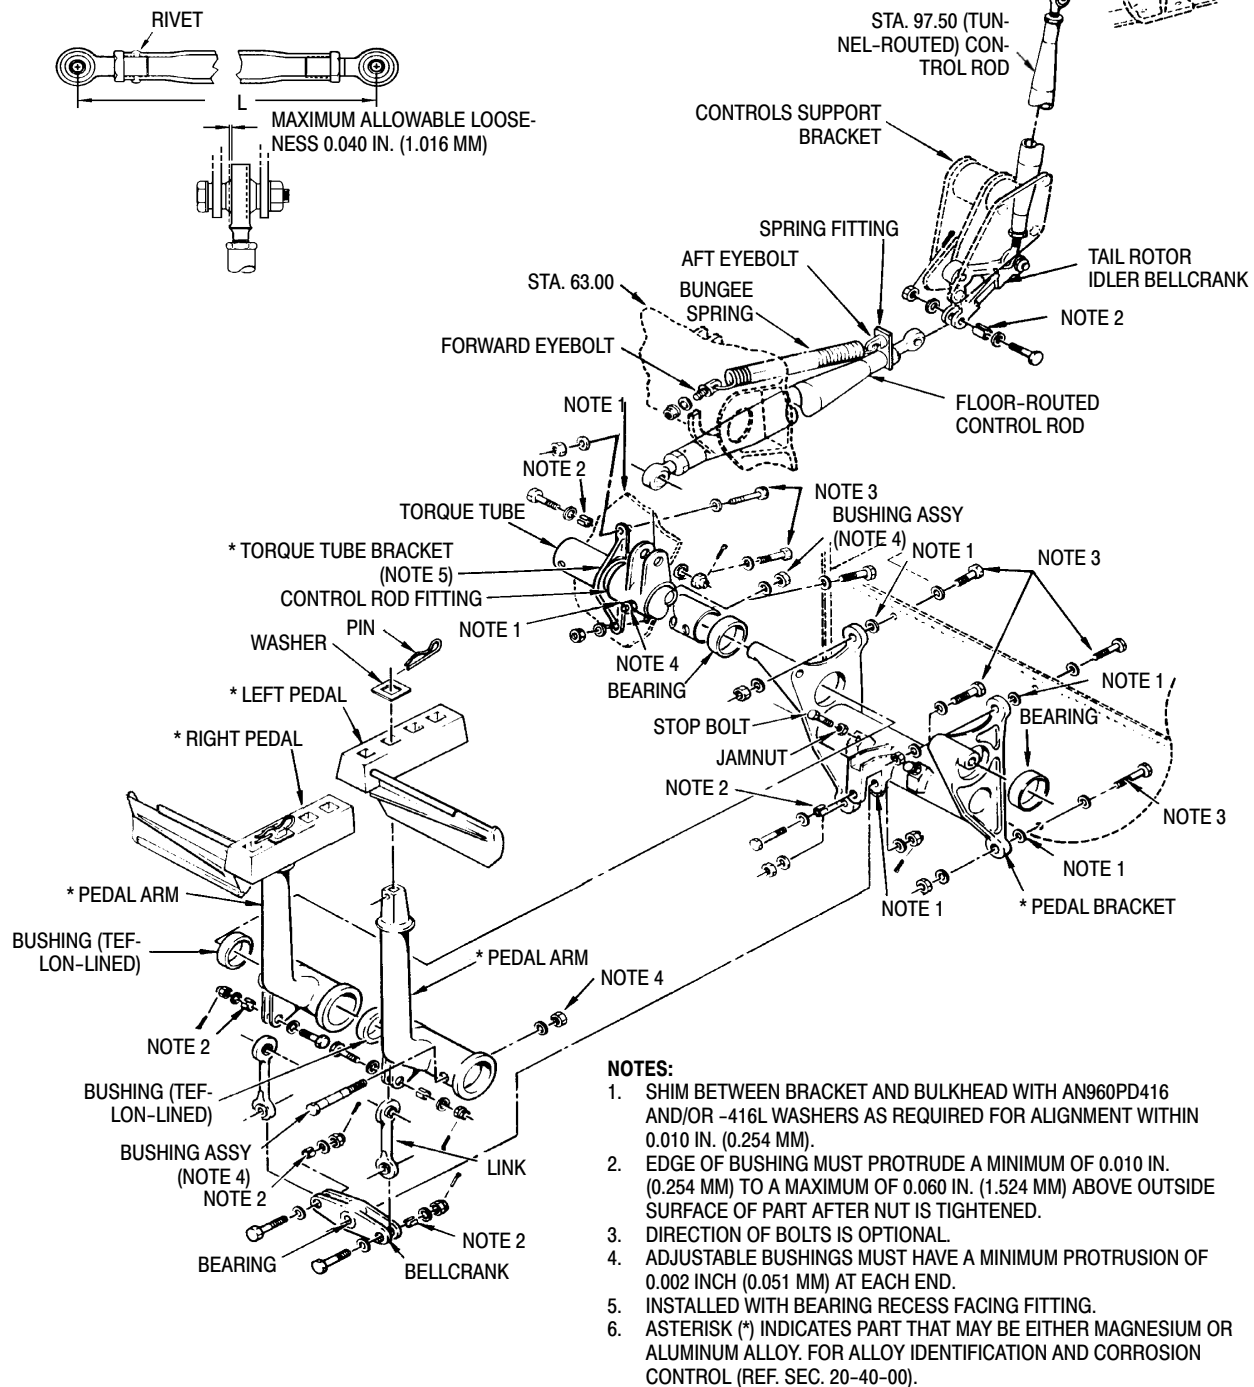 RIVET
L
MAXIMUM ALLOWABLE LOOSE-
NESS 0.040 IN. (1.016 MM)
STA. 97.50 (TUN-
NEL-ROUTED) CON-
TROL ROD
CONTROLS SUPPORT
BRACKET
SPRING FITTING
AFT EYEBOLT
BUNGEE
SPRING
STA. 63.00
TAIL ROTOR
IDLER BELLCRANK
NOTE 2
FORWARD EYEBOLT
NOTE 1
FLOOR-ROUTED
CONTROL ROD
NOTE 2
NOTE 3
TORQUE TUBE
BUSHING ASSY
(NOTE 4)
NOTE 1
NOTE 3
* TORQUE TUBE BRACKET
(NOTE 5)
CONTROL ROD FITTING
PIN
NOTE 1
WASHER
NOTE 4
BEARING
NOTE 1
* LEFT PEDAL
STOP BOLT
BEARING
* RIGHT PEDAL
JAMNUT
NOTE 2
NOTE 3
NOTE 1
* PEDAL ARM
NOTE 1
* PEDAL BRACKET
BUSHING (TEF-
LON-LINED)
* PEDAL ARM
NOTE 4
NOTE 2
BUSHING (TEF-
LON-LINED)
BUSHING ASSY
(NOTE 4)
NOTE 2
LINK
NOTE 2
BEARING
BELLCRANK
NOTES:
1. SHIM BETWEEN BRACKET AND BULKHEAD WITH AN960PD416
AND/OR -416L WASHERS AS REQUIRED FOR ALIGNMENT WITHIN
0.010 IN. (0.254 MM).
2. EDGE OF BUSHING MUST PROTRUDE A MINIMUM OF 0.010 IN.
(0.254 MM) TO A MAXIMUM OF 0.060 IN. (1.524 MM) ABOVE OUTSIDE
SURFACE OF PART AFTER NUT IS TIGHTENED.
3. DIRECTION OF BOLTS IS OPTIONAL.
4. ADJUSTABLE BUSHINGS MUST HAVE A MINIMUM PROTRUSION OF
0.002 INCH (0.051 MM) AT EACH END.
5. INSTALLED WITH BEARING RECESS FACING FITTING.
6. ASTERISK (*) INDICATES PART THAT MAY BE EITHER MAGNESIUM OR
ALUMINUM ALLOY. FOR ALLOY IDENTIFICATION AND CORROSION
CONTROL (REF. SEC. 20-40-00).